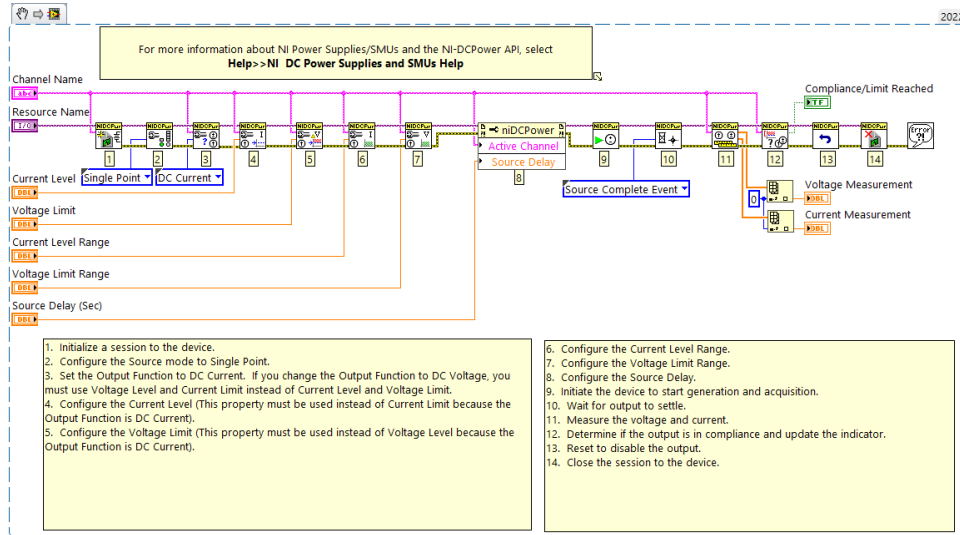 2022
For more information about NI Power Supplies/SMUs and the NI-DCPower API, select
Help>>NI  DC Power Supplies and SMUs Help
Channel Name
abc
Compliance/Limit Reached
TF
Resource Name
I/O
niDCPower
Active Channel
Source Delay
1
2
3
4
5
6
7
8
9
10
11
12
13
14
Error
?!
Current Level
DBL
Single Point
DC Current
Source Complete Event
0
Voltage Measurement
DBL
Voltage Limit
DBL
Current Measurement
DBL
Current Level Range
DBL
Voltage Limit Range
DBL
Source Delay (Sec)
DBL
1.  Initialize a session to the device.
2.  Configure the Source mode to Single Point.
3.  Set the Output Function to DC Current.  If you change the Output Function to DC Voltage, you
must use Voltage Level and Current Limit instead of Current Level and Voltage Limit.
4.  Configure the Current Level (This property must be used instead of Current Limit because the
Output Function is DC Current).
5.  Configure the Voltage Limit (This property must be used instead of Voltage Level because the
Output Function is DC Current).
6.  Configure the Current Level Range.
7.  Configure the Voltage Limit Range.
8.  Configure the Source Delay.
9.  Initiate the device to start generation and acquisition.
10.  Wait for output to settle.
11.  Measure the voltage and current.
12.  Determine if the output is in compliance and update the indicator.
13.  Reset to disable the output.
14.  Close the session to the device.